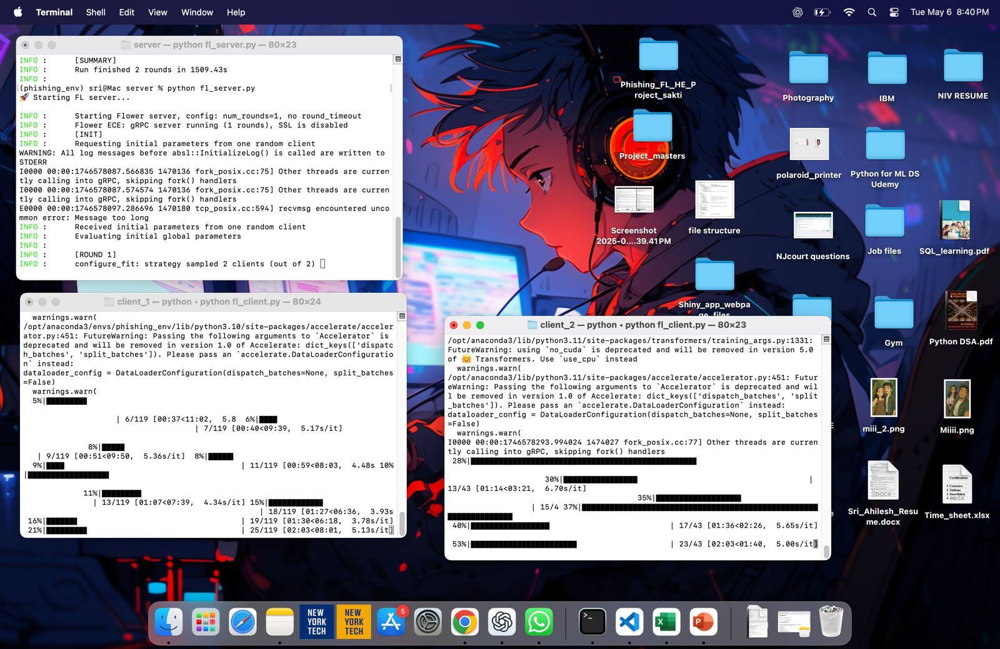 Terminal Shell Edit View Window Help
Tue May 6 8:40 PM
server — python fl_server.py — 80×23
INFO : [SUMMARY]
INFO : Run finished 2 rounds in 1509.43s
INFO :
[(phishing_env) sri@Mac server % python fl_server.py ]
🚀 Starting FL server...
INFO : Starting Flower server, config: num_rounds=1, no round_timeout
INFO : Flower ECE: gRPC server running (1 rounds), SSL is disabled
INFO : [INIT]
INFO : Requesting initial parameters from one random client
WARNING: All log messages before absl::InitializeLog() is called are written to
STDERR
I0000 00:00:1746578087.566835 1470136 fork_posix.cc:75] Other threads are curren
tly calling into gRPC, skipping fork() handlers
I0000 00:00:1746578087.574574 1470136 fork_posix.cc:75] Other threads are curren
tly calling into gRPC, skipping fork() handlers
E0000 00:00:1746578097.286696 1470180 tcp_posix.cc:594] recvmsg encountered unco
mmon error: Message too long
INFO : Received initial parameters from one random client
INFO : Evaluating initial global parameters
INFO :
INFO : [ROUND 1]
INFO : configure_fit: strategy sampled 2 clients (out of 2)
client_1 — python ◂ python fl_client.py — 80×24
warnings.warn(
/opt/anaconda3/envs/phishing_env/lib/python3.10/site-packages/accelerate/acceler
ator.py:451: FutureWarning: Passing the following arguments to `Accelerator` is
deprecated and will be removed in version 1.0 of Accelerate: dict_keys(['dispatc
h_batches', 'split_batches']). Please pass an `accelerate.DataLoaderConfiguratio
n` instead:
dataloader_config = DataLoaderConfiguration(dispatch_batches=None, split_batches
=False)
warnings.warn(
5%|
| 6/119 [00:37<11:02, 5.8 6%|
| 7/119 [00:40<09:39, 5.17s/it]
8%|
| 9/119 [00:51<09:50, 5.36s/it] 8%|
9%| | 11/119 [00:59<08:03, 4.48s 10%
|
11%|
| 13/119 [01:07<07:39, 4.34s/it] 15%|
| 18/119 [01:27<06:36, 3.93s
16%| | 19/119 [01:30<06:18, 3.78s/it]
21%| | 25/119 [02:03<08:01, 5.13s/it]
client_2 — python ◂ python fl_client.py — 80×23
/opt/anaconda3/lib/python3.11/site-packages/transformers/training_args.py:1331:
FutureWarning: using `no_cuda` is deprecated and will be removed in version 5.0
of 🤗 Transformers. Use `use_cpu` instead
warnings.warn(
/opt/anaconda3/lib/python3.11/site-packages/accelerate/accelerator.py:451: Futur
eWarning: Passing the following arguments to `Accelerator` is deprecated and wil
l be removed in version 1.0 of Accelerate: dict_keys(['dispatch_batches', 'split
_batches']). Please pass an `accelerate.DataLoaderConfiguration` instead:
dataloader_config = DataLoaderConfiguration(dispatch_batches=None, split_batches
=False)
warnings.warn(
I0000 00:00:1746578293.994024 1474027 fork_posix.cc:77] Other threads are curren
tly calling into gRPC, skipping fork() handlers
28%|
30%| |
13/43 [01:14<03:21, 6.70s/it]
35%|
| 15/4 37%|
40%| | 17/43 [01:36<02:26, 5.65s/it]
53%| | 23/43 [02:03<01:40, 5.00s/it]
Phishing_FL_HE_P
roject_sakti
Photography
IBM
NIV RESUME
Project_masters
polaroid_printer
Python for ML DS
Udemy
Screenshot
2025-0....39.41 PM
file structure
NJcourt questions
Job files
SQL_learning.pdf
Shiny_app_webpa
ge_files
Gym
Data Struct
& Algorithm
in Python
Python DSA.pdf
miii_2.png
Miiii.png
DOCX
Sri_Ahilesh_Resu
me.docx
Certification:
1 Coursera
2 Tableau
3 Snowflakes
XLSX
Time_sheet.xlsx
NEW
YORK
TECH
NEW
YORK
TECH
5
>_
X
P